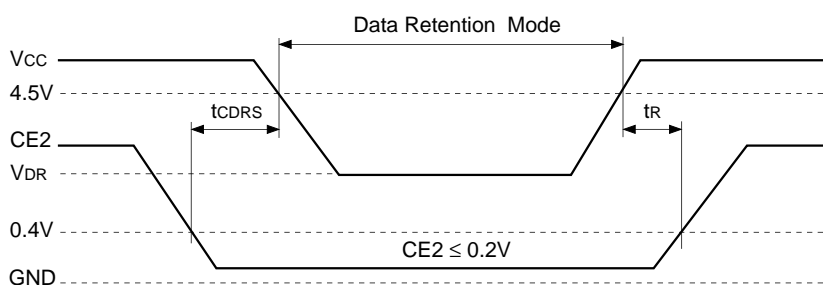 Data Retention Mode
VCC
4.5V
tCDRS
tR
CE2
VDR
0.4V
CE2 ≤ 0.2V
GND